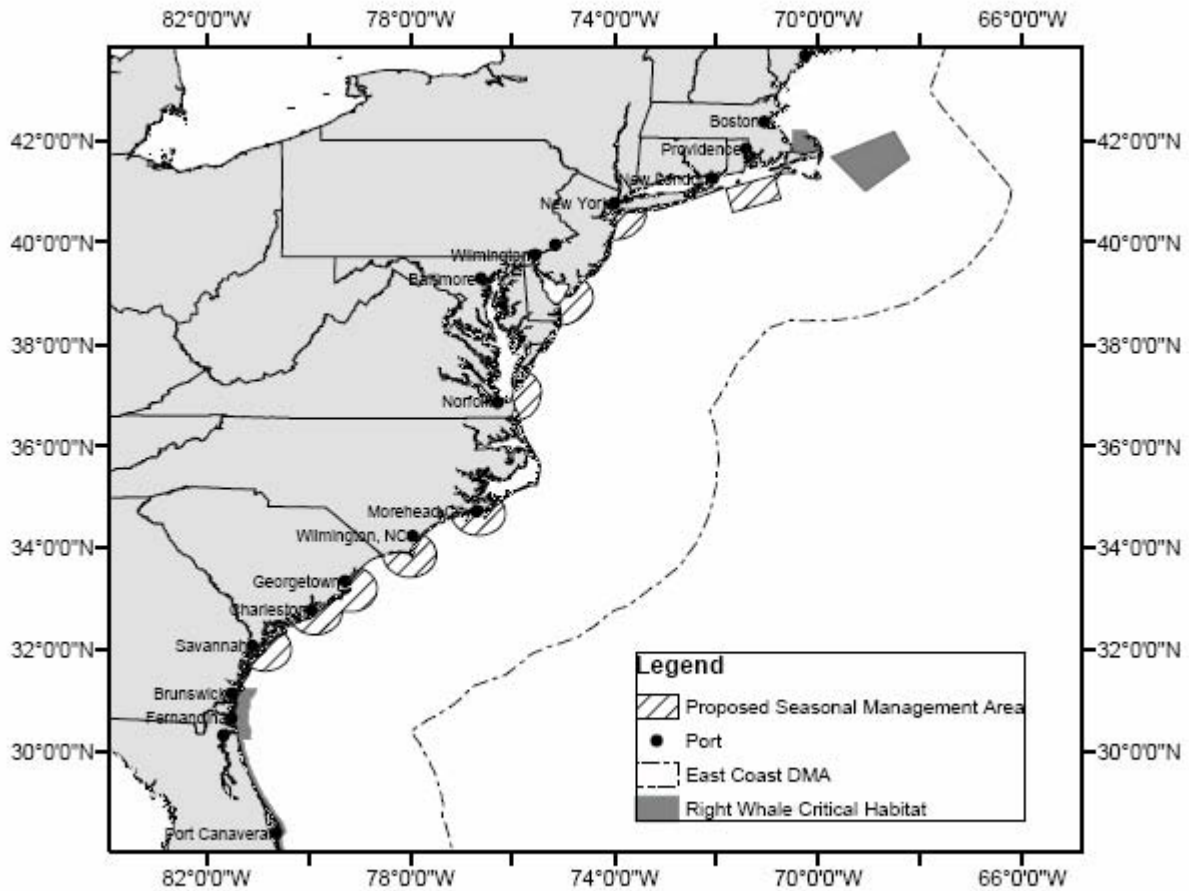 82°0'0"W 78°0'0"W 74°0'0"W 70°0'0"W 66°0'0"W
42°0'0"N
40°0'0"N
38°0'0"N
36°0'0"N
34°0'0"N
32°0'0"N
30°0'0"N
Boston
Providence
New London
New York
Wilmington
Baltimore
Norfolk
Morehead City
Wilmington, NC
Georgetown
Charleston
Savannah
Brunswick
Fernandina
Port Canaveral
Legend
Proposed Seasonal Management Area
Port
East Coast DMA
Right Whale Critical Habitat
42°0'0"N
40°0'0"N
38°0'0"N
36°0'0"N
34°0'0"N
32°0'0"N
30°0'0"N
82°0'0"W 78°0'0"W 74°0'0"W 70°0'0"W 66°0'0"W